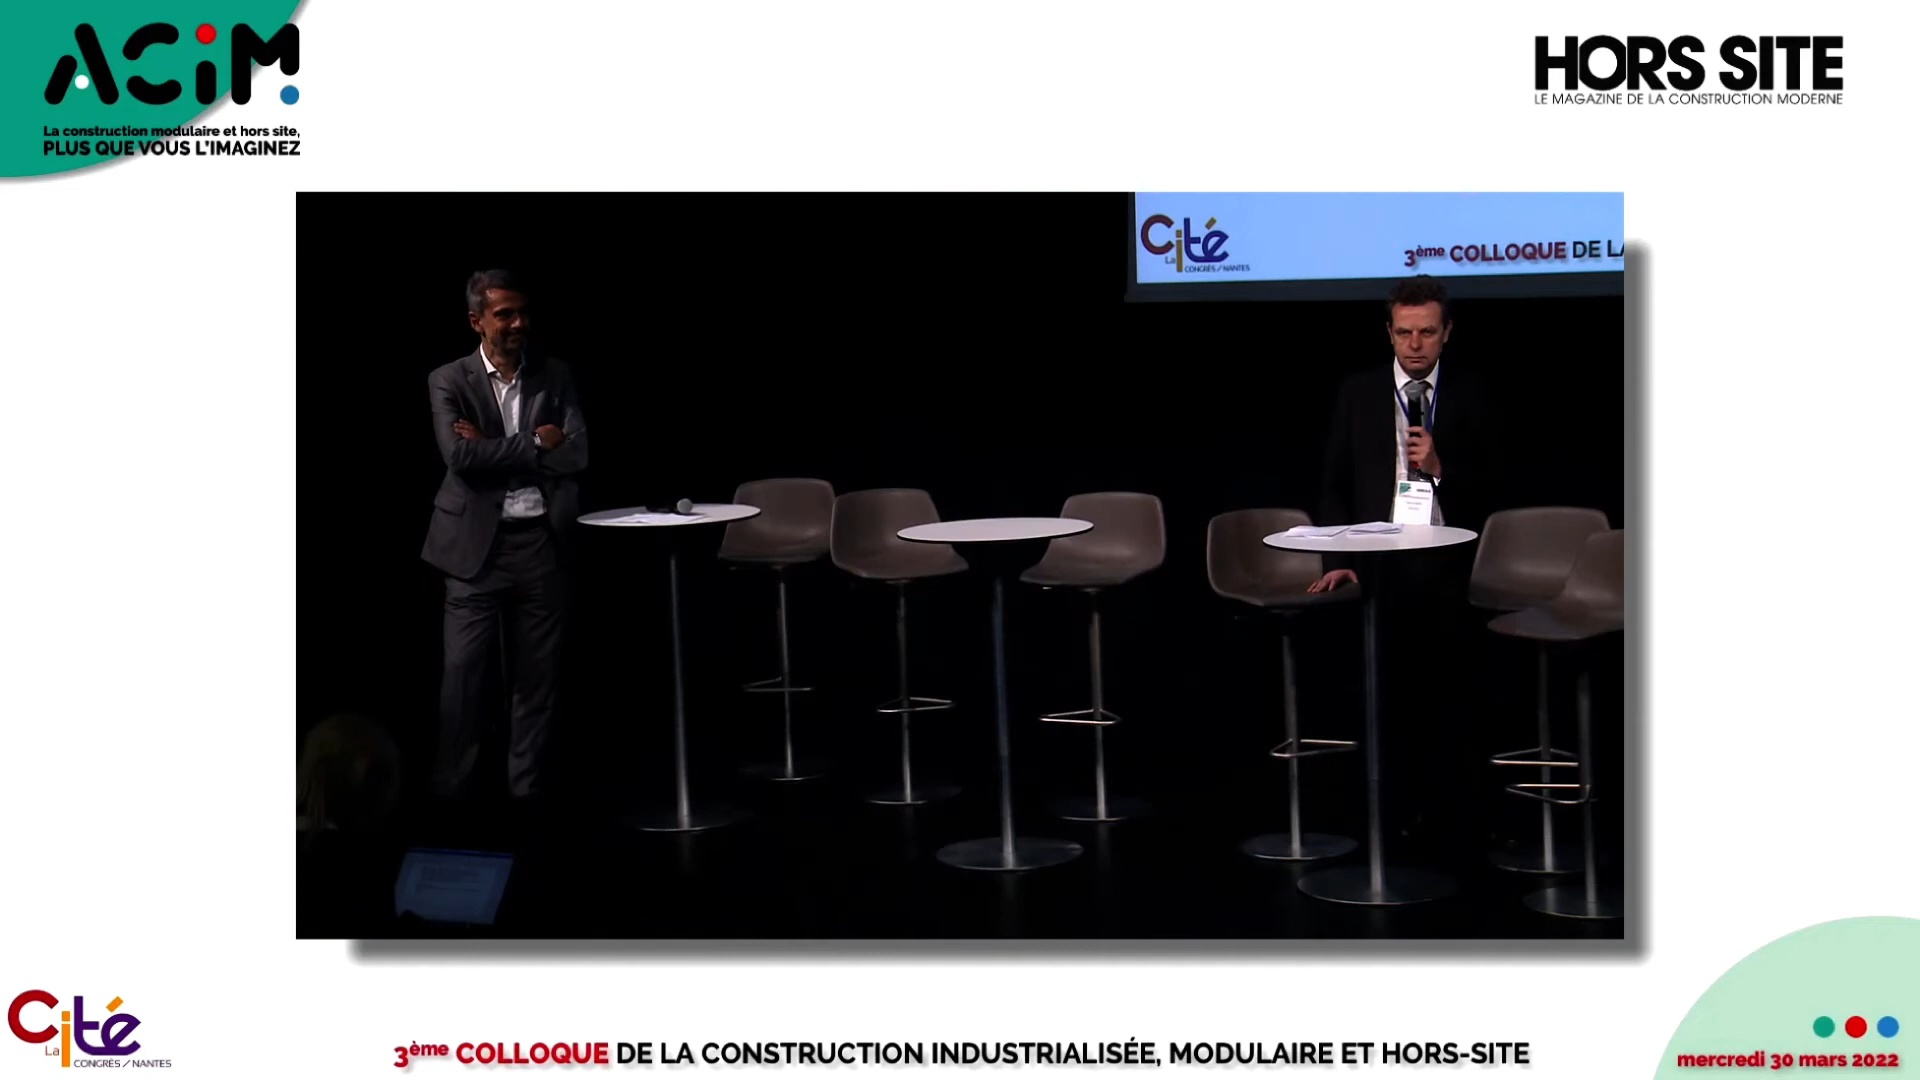 ACiM
La construction modulaire et hors site,
PLUS QUE VOUS L'IMAGINEZ
HORS SITE
LE MAGAZINE DE LA CONSTRUCTION MODERNE
La Cité
CONGRÈS / NANTES
3ème COLLOQUE DE LA
La Cité
CONGRÈS / NANTES
3ème COLLOQUE DE LA CONSTRUCTION INDUSTRIALISÉE, MODULAIRE ET HORS-SITE
mercredi 30 mars 2022